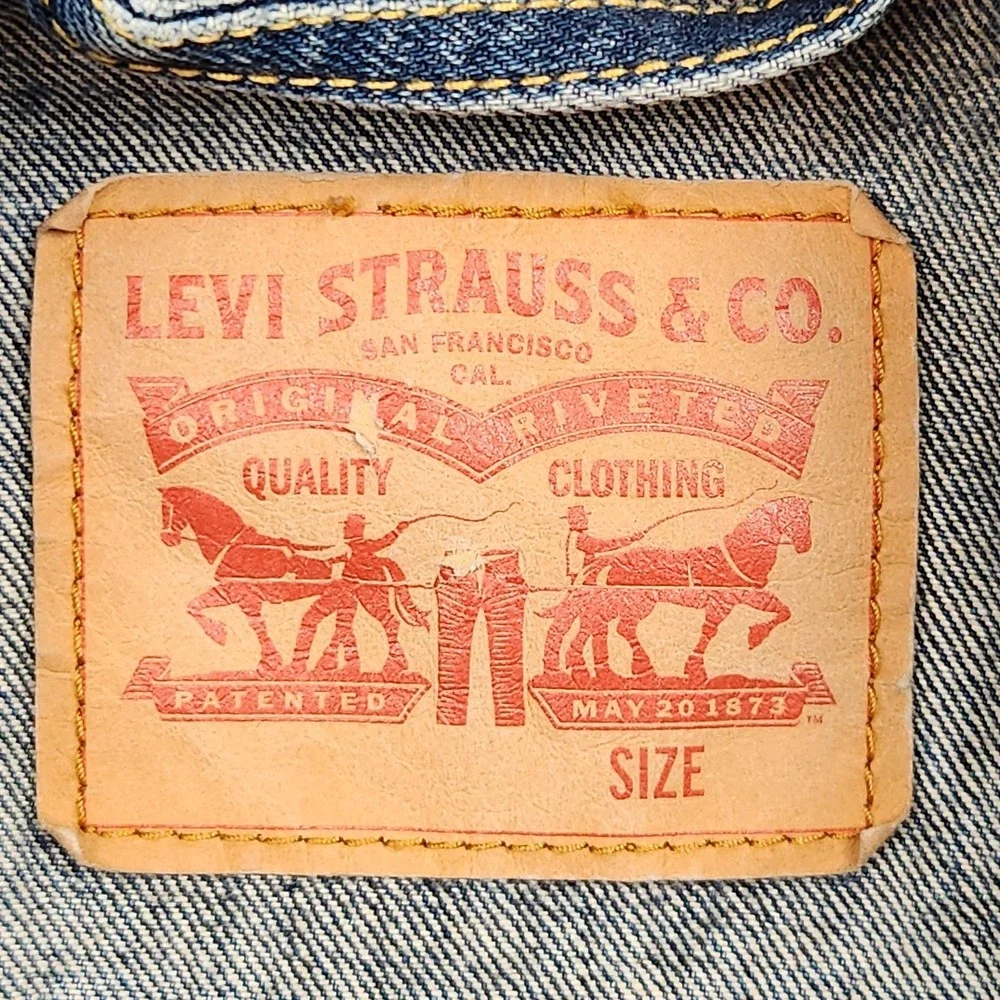 LEVI STRAUSS & CO.
SAN FRANCISCO
CAL.
ORIGINAL RIVETED
QUALITY CLOTHING
PATENTED MAY 20 1873 ™
SIZE